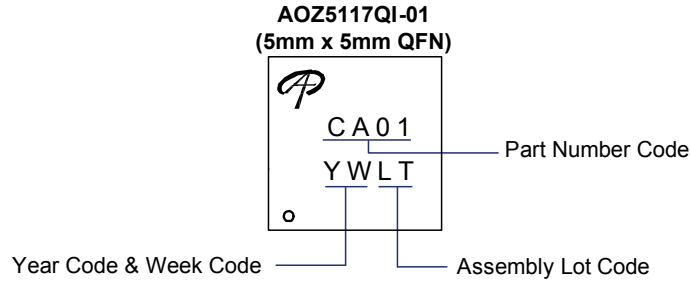 AOZ5117QI-01
(5mm x 5mm QFN)
CA01
Part Number Code
YWLT
Year Code & Week Code
Assembly Lot Code